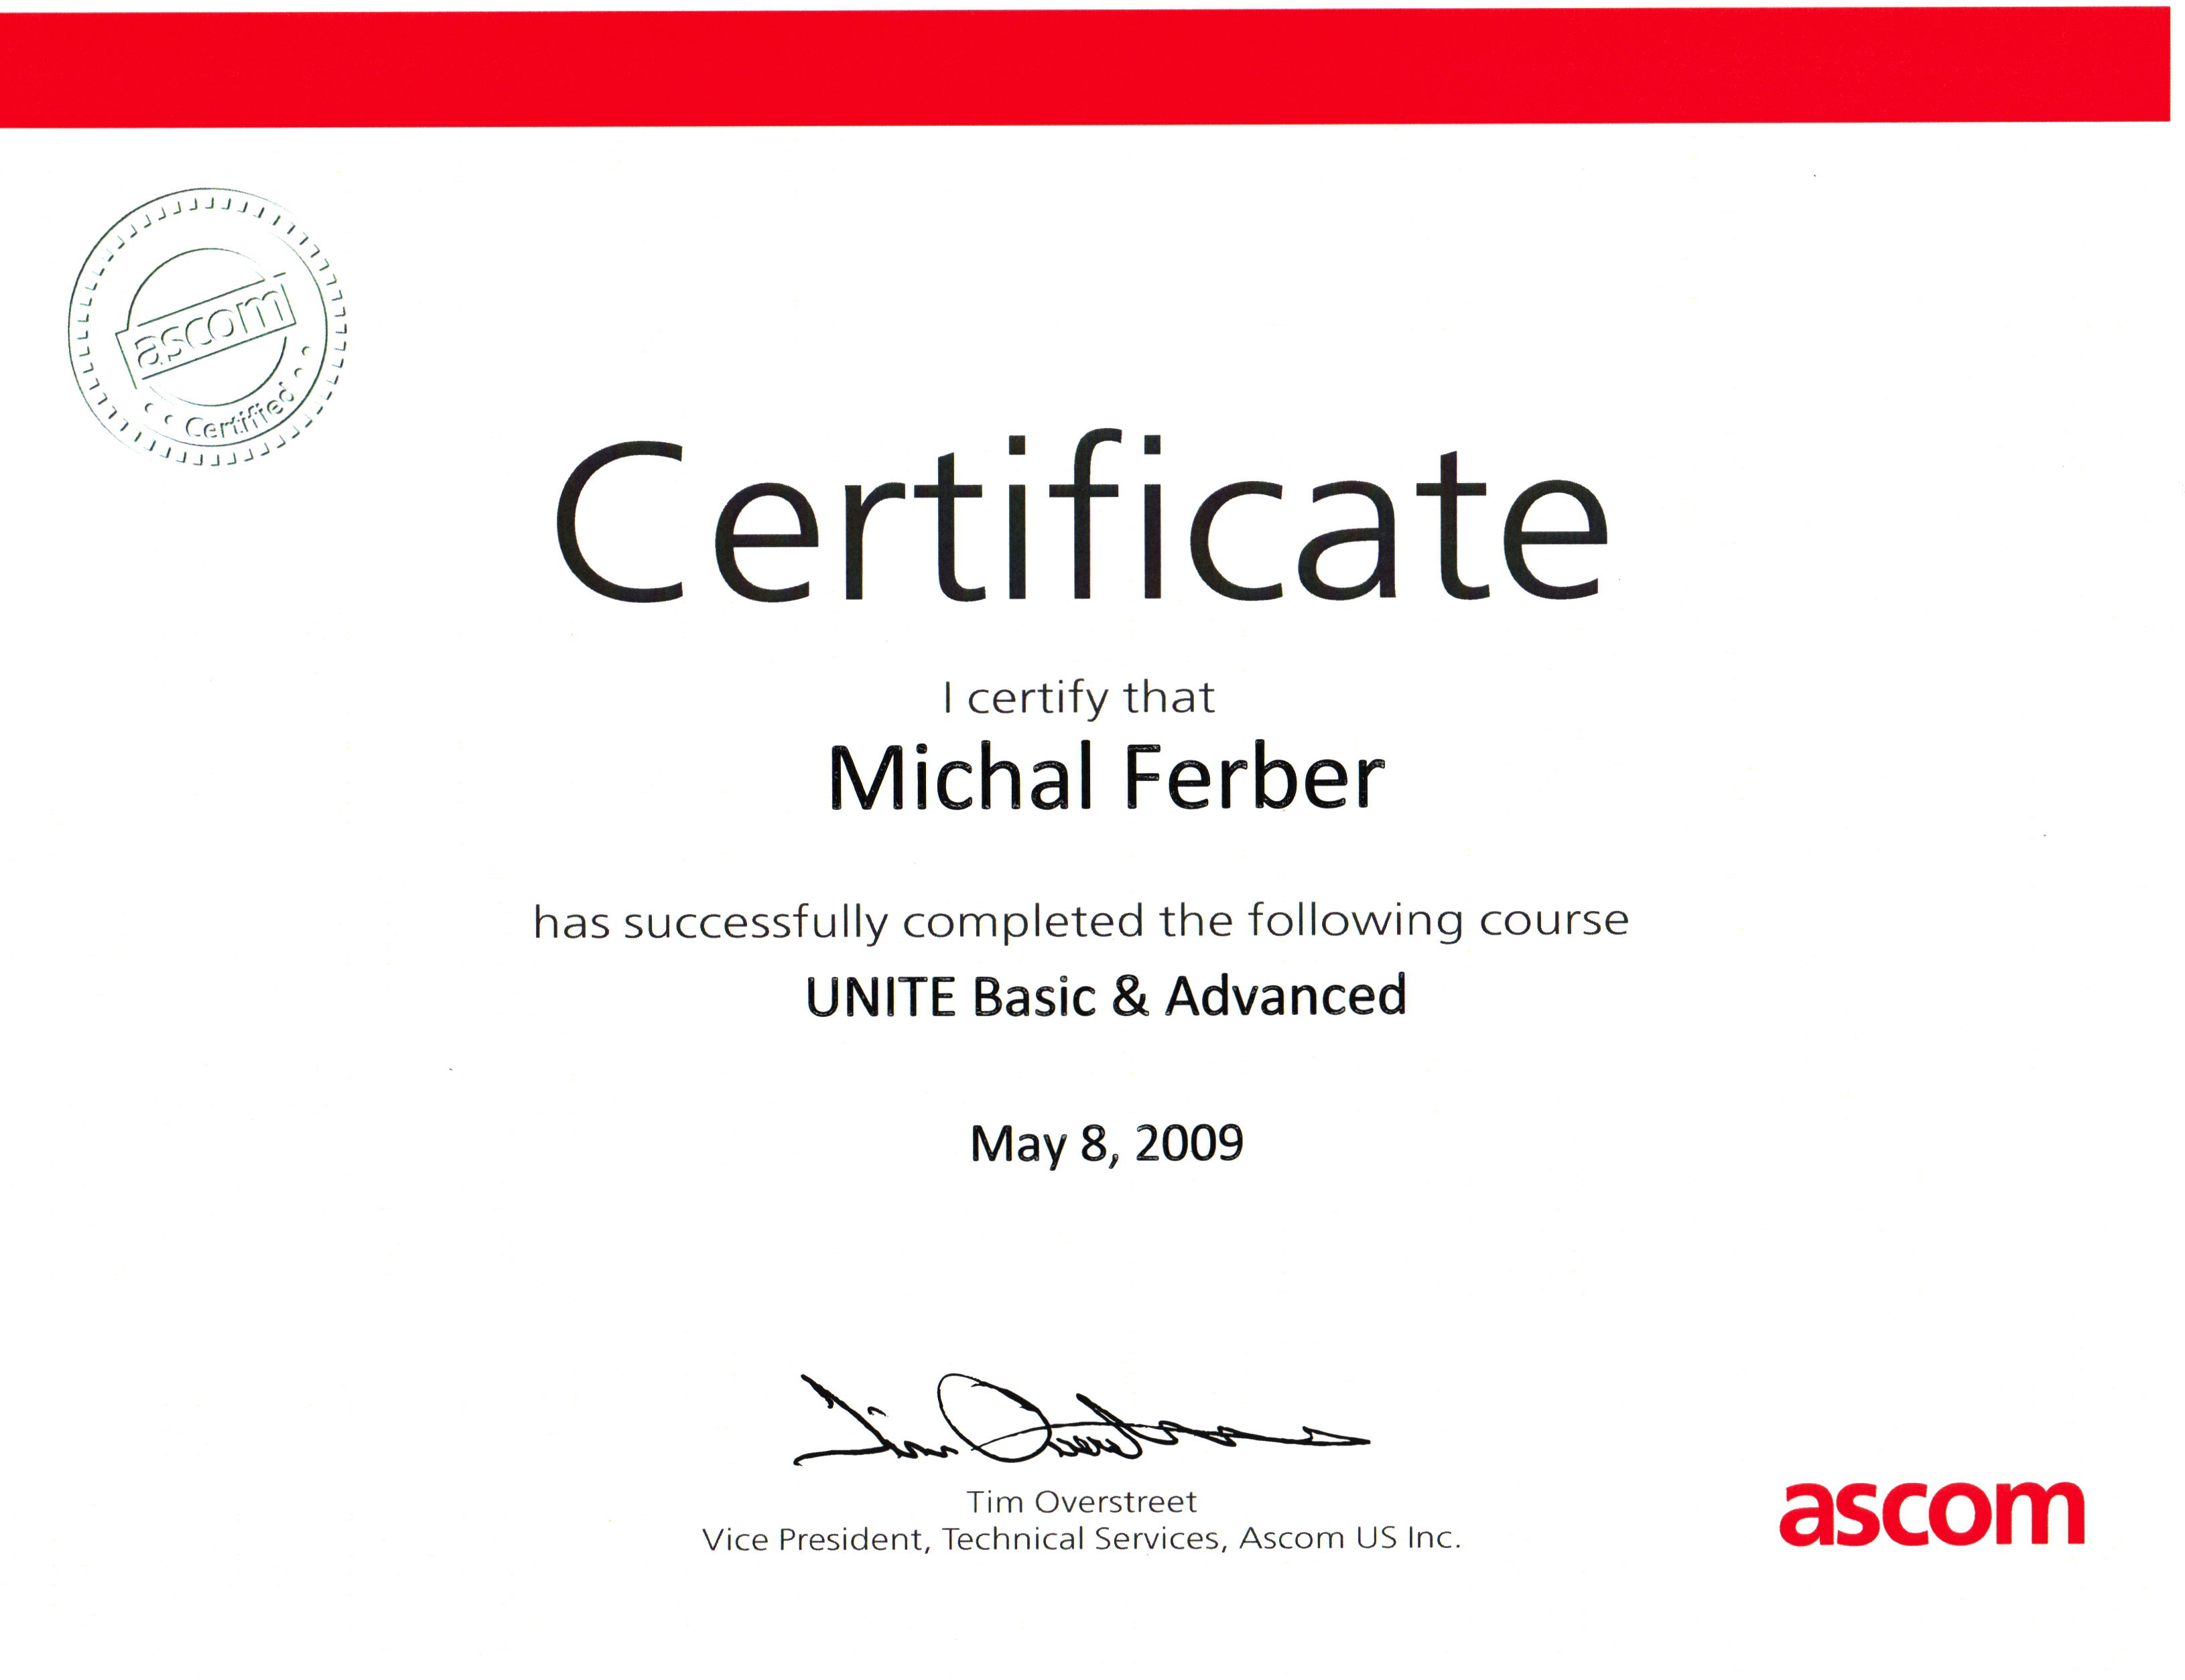 ascom
Certified
Certificate
I certify that
Michal Ferber
has successfully completed the following course
UNITE Basic & Advanced
May 8, 2009
Tim Overstreet
Tim Overstreet
Vice President, Technical Services, Ascom US Inc.
ascom